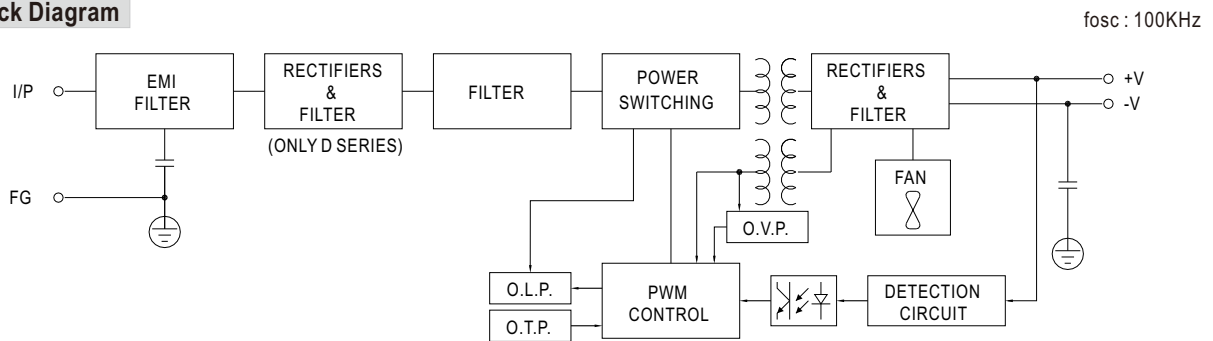 ck Diagram
fosc : 100KHz
I/P
EMI
FILTER
RECTIFIERS
&
FILTER
(ONLY D SERIES)
FILTER
POWER
SWITCHING
RECTIFIERS
&
FILTER
+V
-V
FG
FAN
O.V.P.
O.L.P.
O.T.P.
PWM
CONTROL
DETECTION
CIRCUIT